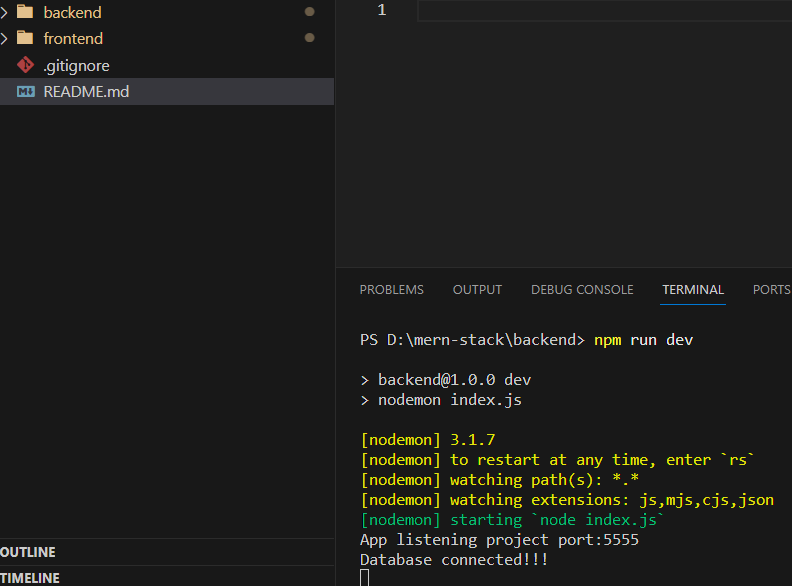 backend
frontend
.gitignore
README.md
OUTLINE
TIMELINE
1
PROBLEMS OUTPUT DEBUG CONSOLE TERMINAL PORTS
PS D:\mern-stack\backend> npm run dev
> backend@1.0.0 dev
> nodemon index.js
[nodemon] 3.1.7
[nodemon] to restart at any time, enter `rs`
[nodemon] watching path(s): *.*
[nodemon] watching extensions: js,mjs,cjs,json
[nodemon] starting `node index.js`
App listening project port:5555
Database connected!!!